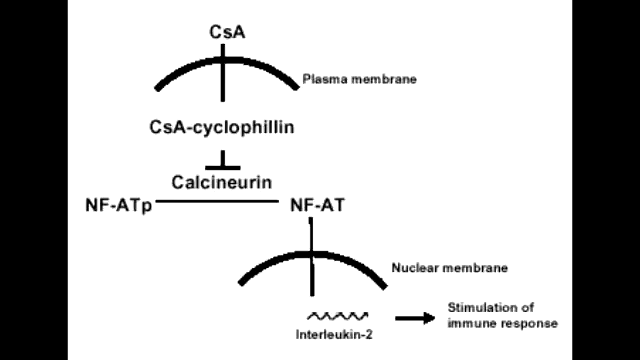 CsA
Plasma membrane
CsA-cyclophillin
Calcineurin
NF-ATp
NF-AT
Nuclear membrane
Interleukin-2
Stimulation of
immune response